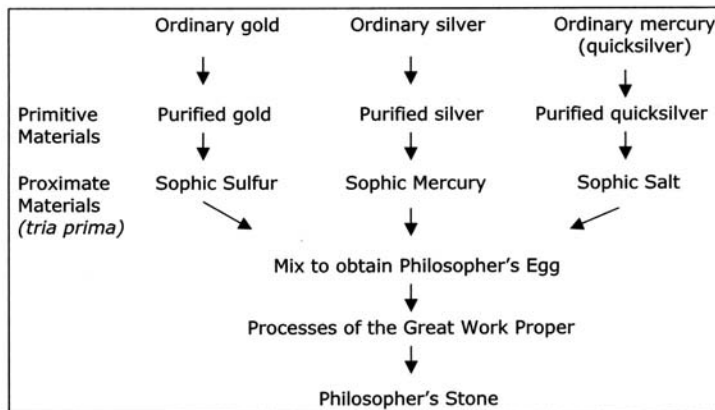 Ordinary gold Ordinary silver Ordinary mercury
(quicksilver)
Primitive Purified gold Purified silver Purified quicksilver
Materials
Proximate Sophic Sulfur Sophic Mercury Sophic Salt
Materials
(tria prima)
Mix to obtain Philosopher's Egg
Processes of the Great Work Proper
Philosopher's Stone